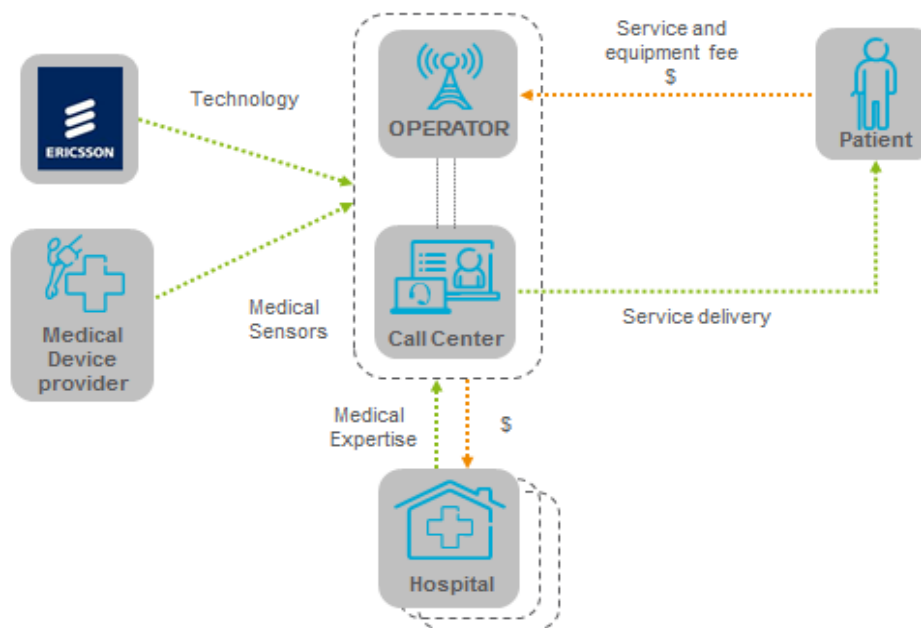 Service and
equipment fee
$
Technology
ERICSSON
OPERATOR
Patient
Medical
Sensors
Service delivery
Medical
Device
provider
Call Center
Medical
Expertise
$
Hospital